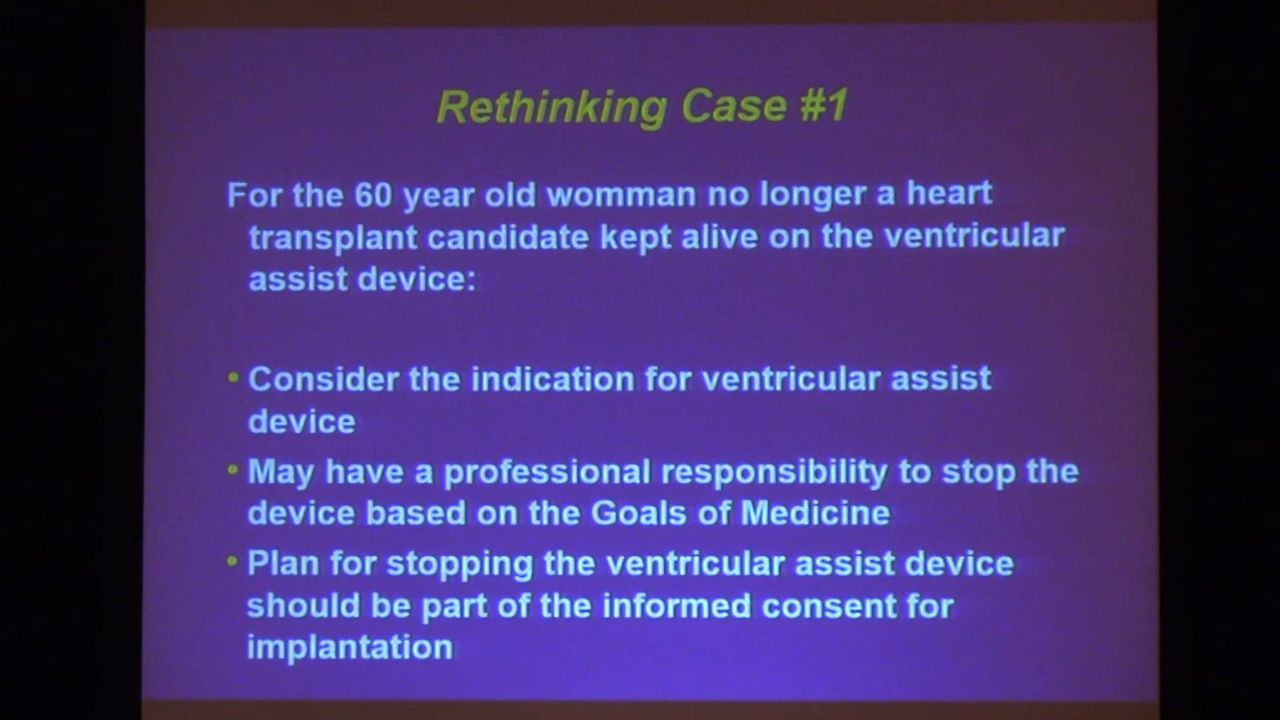 Rethinking Case #1
For the 60 year old womman no longer a heart
transplant candidate kept alive on the ventricular
assist device:
• Consider the indication for ventricular assist
device
• May have a professional responsibility to stop the
device based on the Goals of Medicine
• Plan for stopping the ventricular assist device
should be part of the informed consent for
implantation